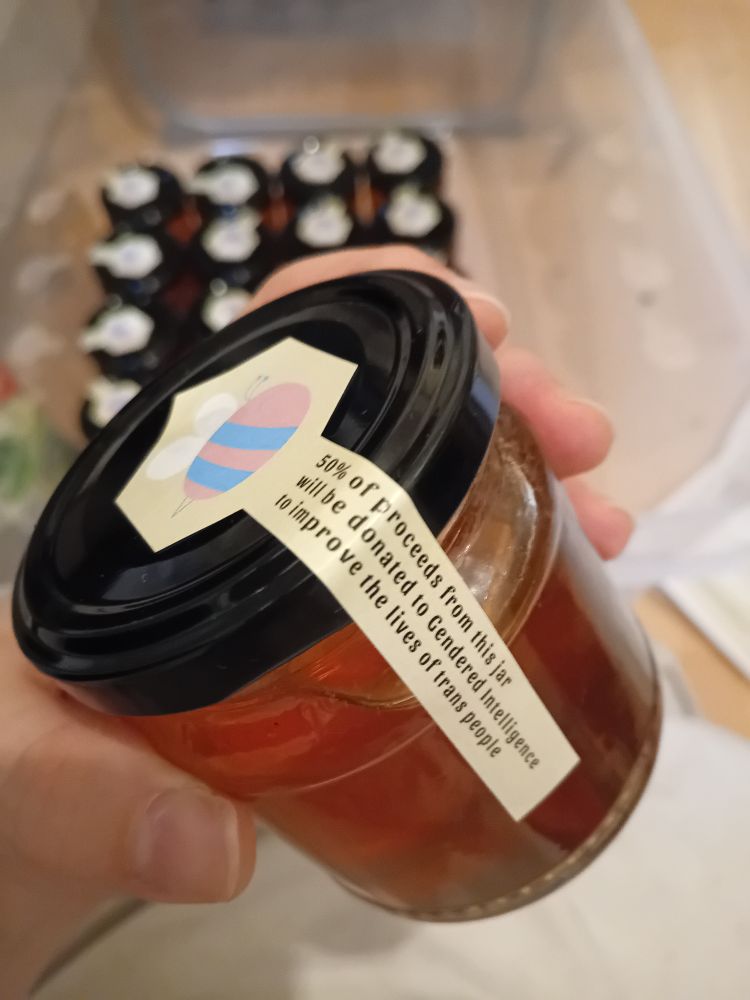 50% of proceeds from this jar
will be donated to Gendered Intelligence
to improve the lives of trans people